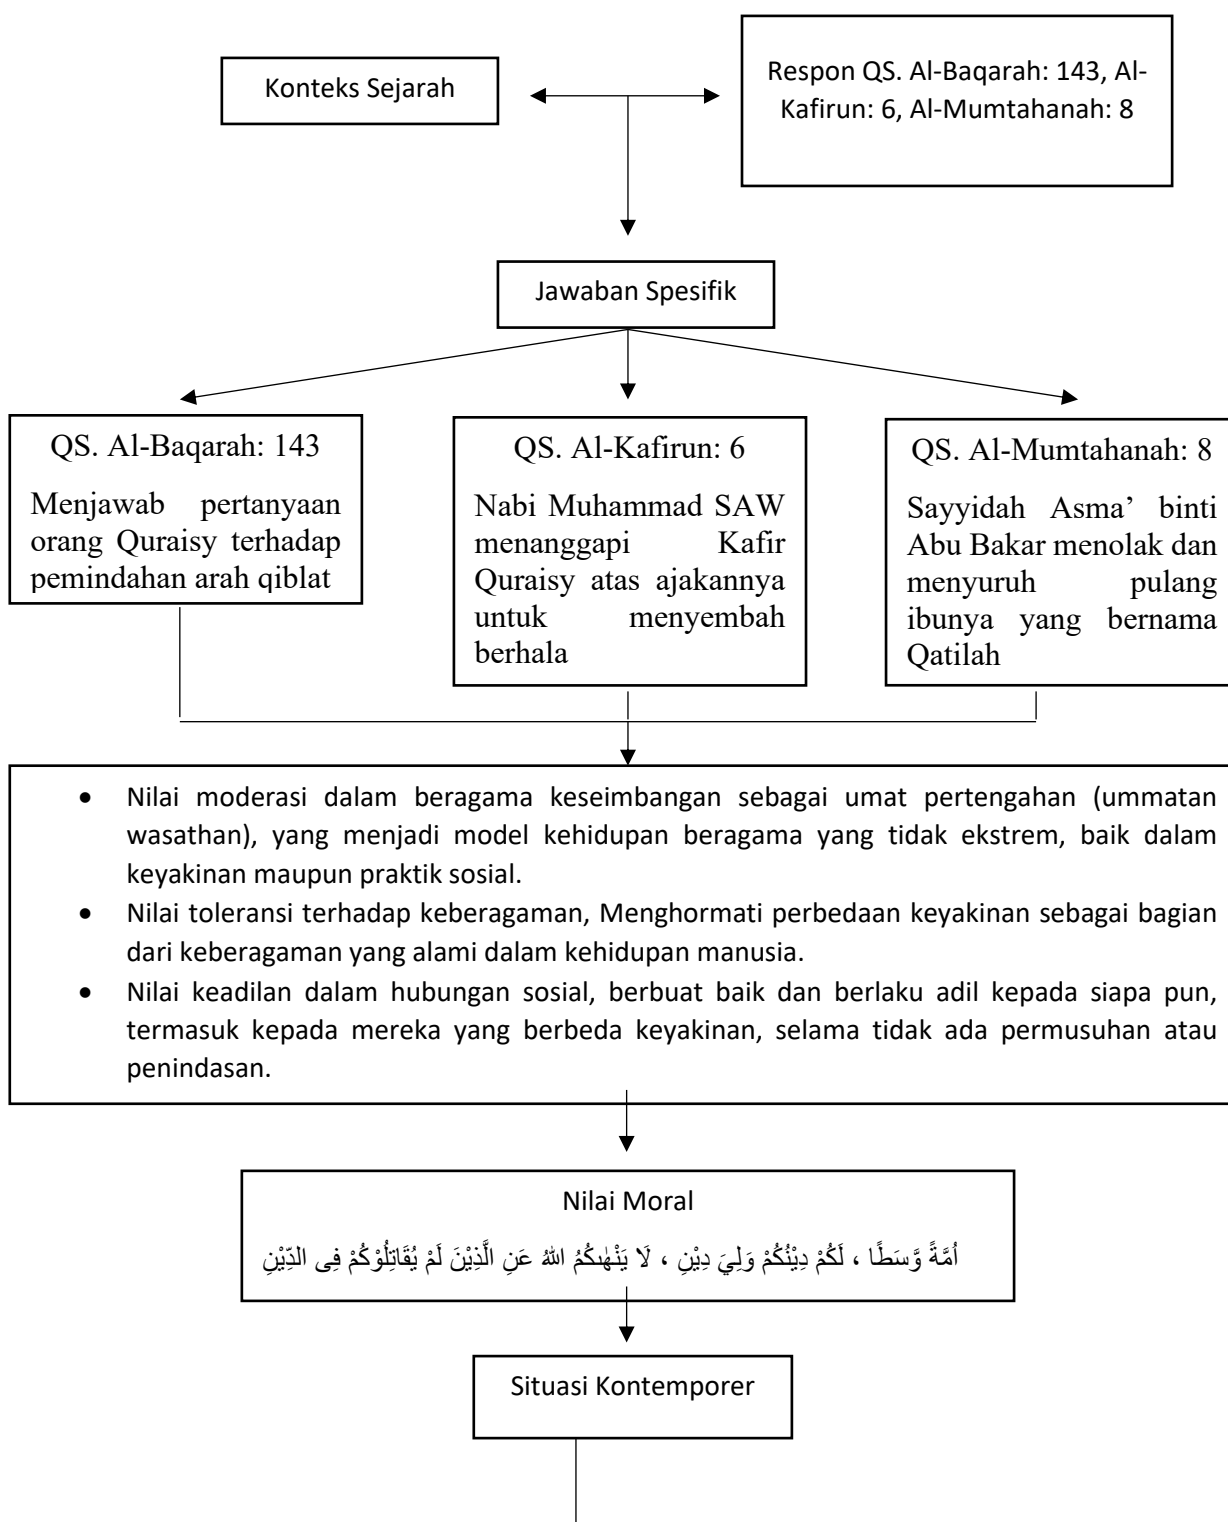 Konteks Sejarah
Respon QS. Al-Baqarah: 143, Al-
Kafirun: 6, Al-Mumtahanah: 8
Jawaban Spesifik
QS. Al-Baqarah: 143
Menjawab pertanyaan
orang Quraisy terhadap
pemindahan arah qiblat
QS. Al-Kafirun: 6
Nabi Muhammad SAW
menanggapi Kafir
Quraisy atas ajakannya
untuk menyembah
berhala
QS. Al-Mumtahanah: 8
Sayyidah Asma’ binti
Abu Bakar menolak dan
menyuruh pulang
ibunya yang bernama
Qatilah
• Nilai moderasi dalam beragama keseimbangan sebagai umat pertengahan (ummatan
wasathan), yang menjadi model kehidupan beragama yang tidak ekstrem, baik dalam
keyakinan maupun praktik sosial.
• Nilai toleransi terhadap keberagaman, Menghormati perbedaan keyakinan sebagai bagian
dari keberagaman yang alami dalam kehidupan manusia.
• Nilai keadilan dalam hubungan sosial, berbuat baik dan berlaku adil kepada siapa pun,
termasuk kepada mereka yang berbeda keyakinan, selama tidak ada permusuhan atau
penindasan.
Nilai Moral
اُمَّةً وَّسَطًا ، لَكُمْ دِيْنُكُمْ وَلِيَ دِيْنِ ، لَا يَنْهٰىكُمُ اللهُ عَنِ الَّذِيْنَ لَمْ يُقَاتِلُوْكُمْ فِى الدِّيْنِ
Situasi Kontemporer